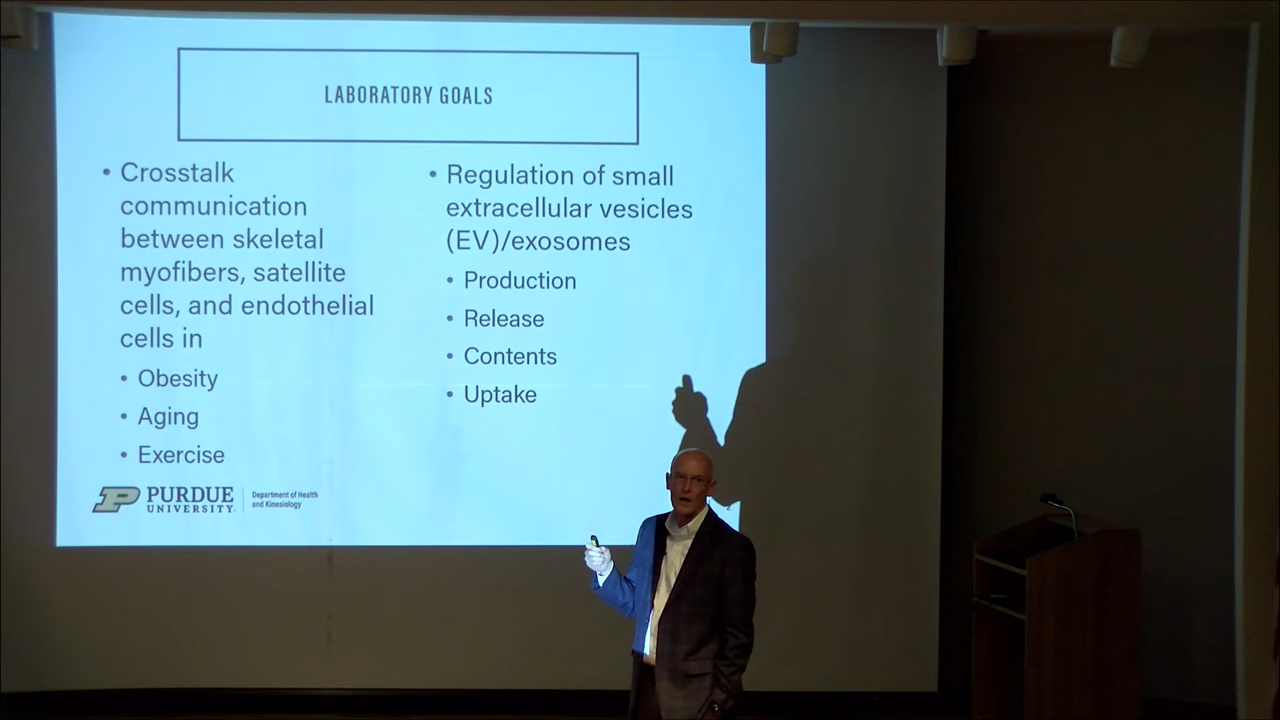 LABORATORY GOALS
• Crosstalk
communication
between skeletal
myofibers, satellite
cells, and endothelial
cells in
• Obesity
• Aging
• Exercise
• Regulation of small
extracellular vesicles
(EV)/exosomes
• Production
• Release
• Contents
• Uptake
P PURDUE
UNIVERSITY
Department of Health
and Kinesiology